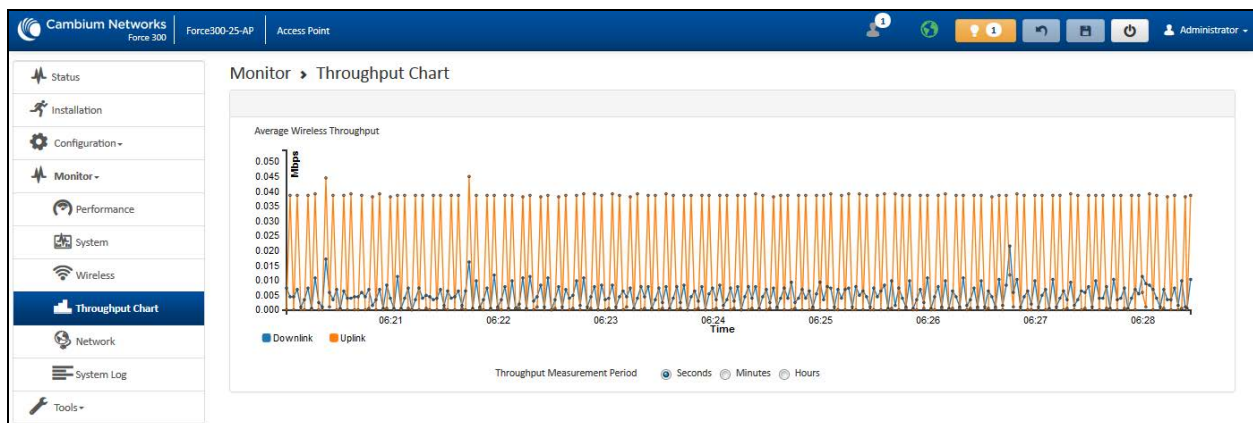 Cambium Networks
Force 300
Force300-25-AP
Access Point
1
1
Administrator
Status
Installation
Configuration
Monitor
Performance
System
Wireless
Throughput Chart
Network
System Log
Tools
Monitor > Throughput Chart
Average Wireless Throughput
Mbps
0.050
0.045
0.040
0.035
0.030
0.025
0.020
0.015
0.010
0.005
0.000
06:21 06:22 06:23 06:24 06:25 06:26 06:27 06:28
Time
Downlink Uplink
Throughput Measurement Period Seconds Minutes Hours